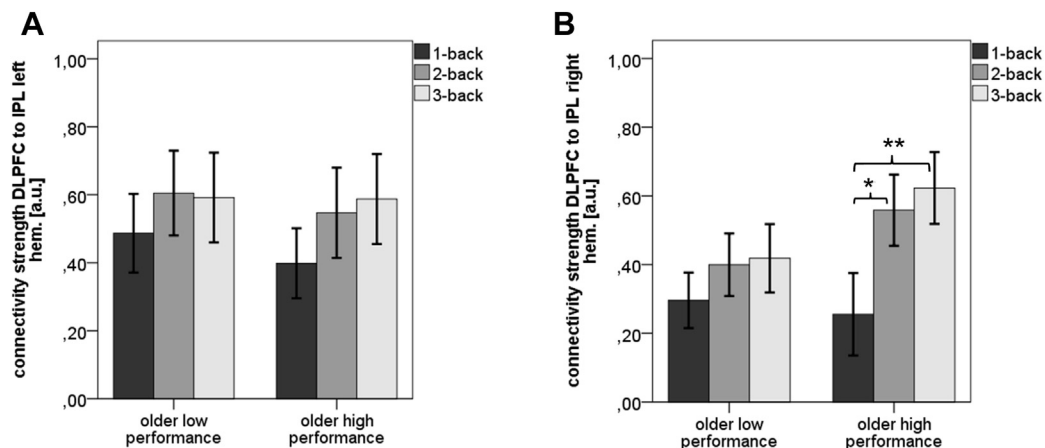 A
connectivity strength DLPFC to IPL left
hem. [a.u.]
1,00
,80
,60
,40
,20
,00
1-back
2-back
3-back
older low
performance
older high
performance
B
connectivity strength DLPFC to IPL right
hem. [a.u.]
1,00
,80
,60
,40
,20
,00
**
*
1-back
2-back
3-back
older low
performance
older high
performance